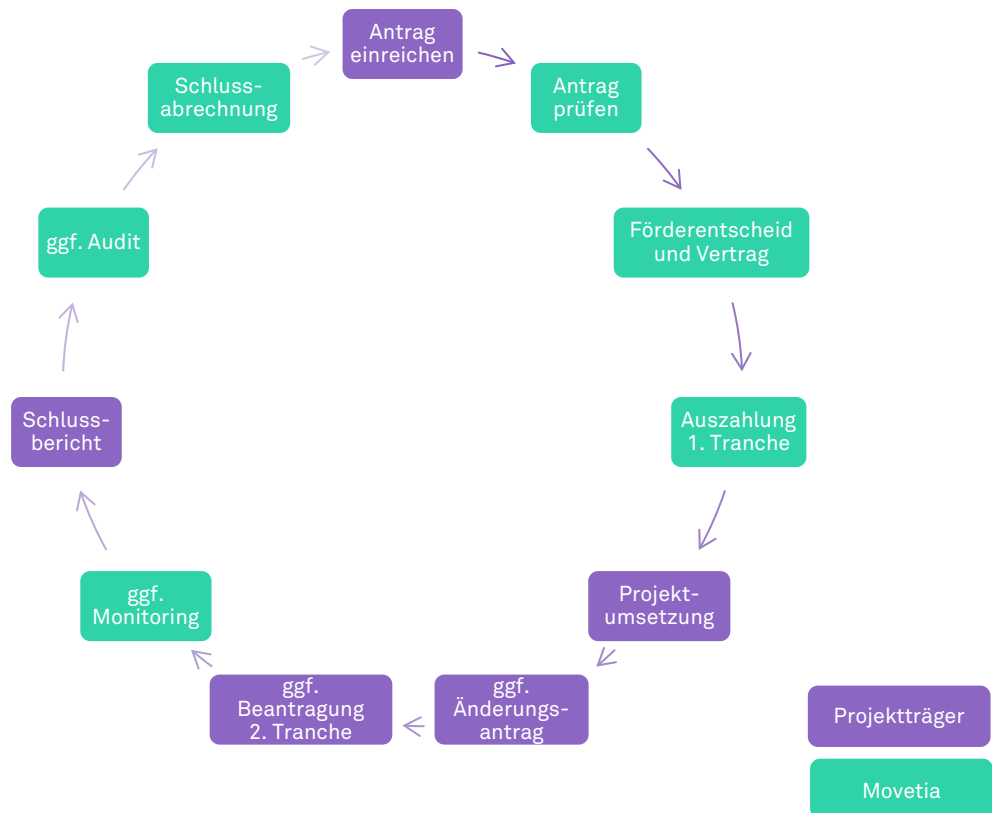 Antrag
einreichen
Antrag
prüfen
Förderentscheid
und Vertrag
Auszahlung
1. Tranche
Projekt-
umsetzung
ggf.
Änderungs-
antrag
ggf.
Beantragung
2. Tranche
ggf.
Monitoring
Schluss-
bericht
ggf. Audit
Schluss-
abrechnung
Projektträger
Movetia